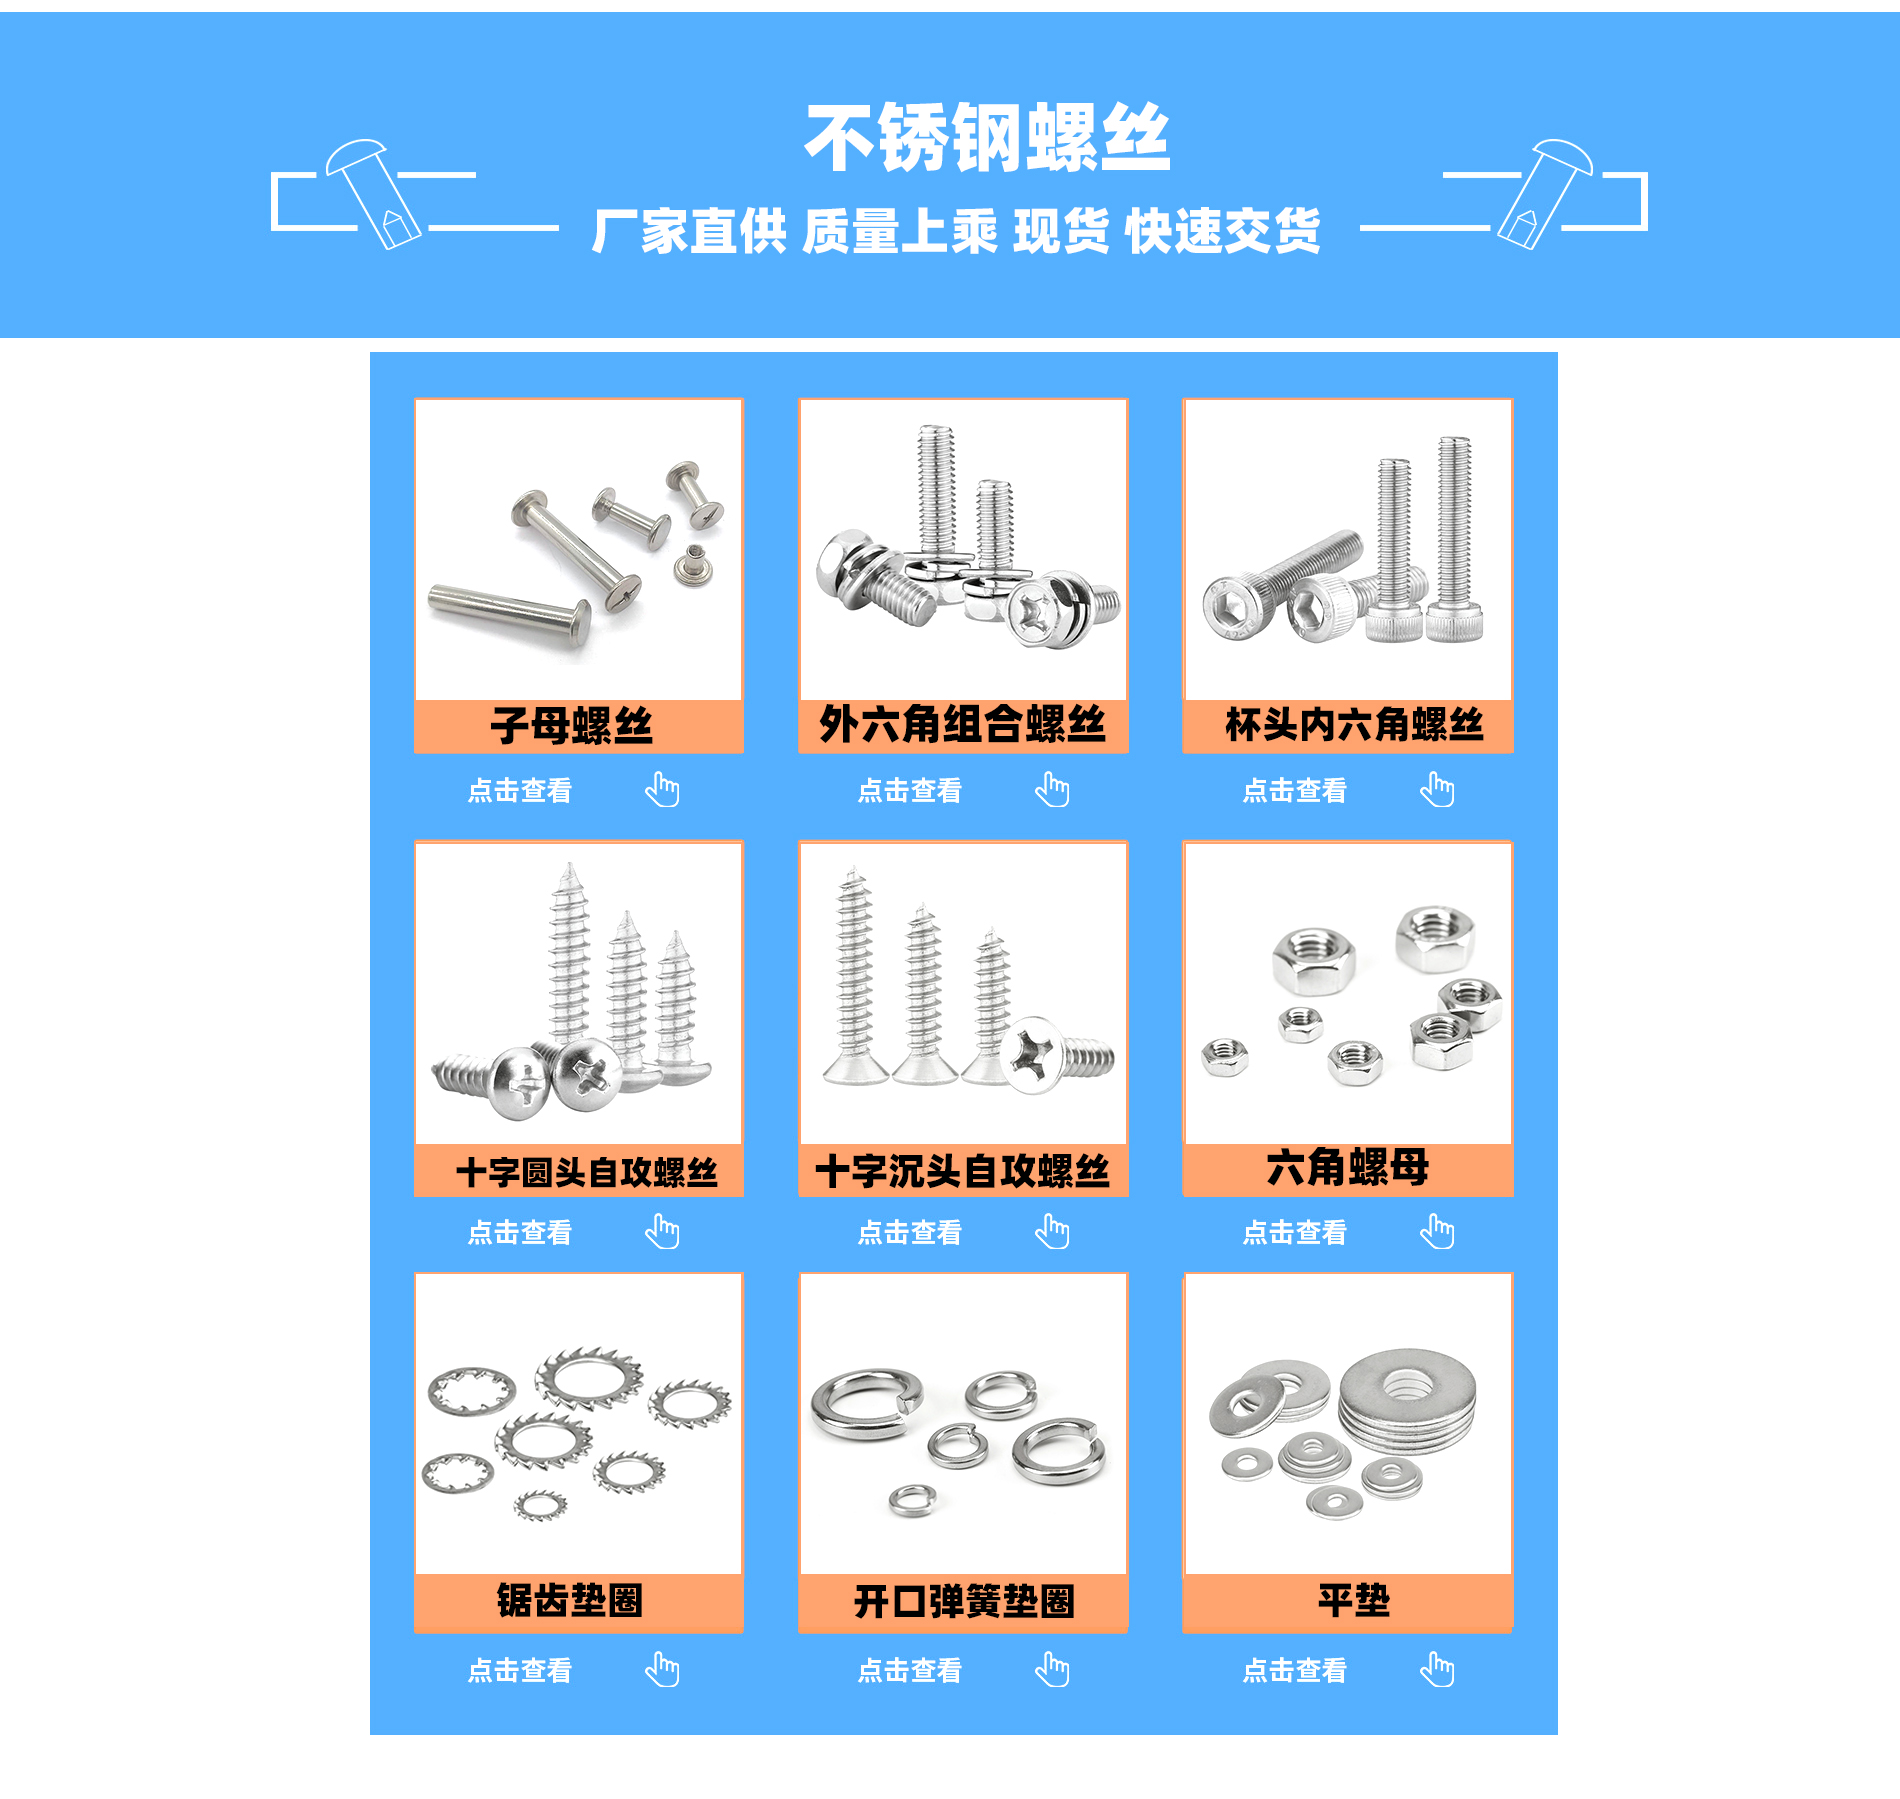 不锈钢螺丝
厂家直供 质量上乘 现货 快速交货
子母螺丝
外六角组合螺丝
杯头内六角螺丝
点击查看
点击查看
点击查看
十字圆头自攻螺丝
十字沉头自攻螺丝
六角螺母
点击查看
点击查看
点击查看
锯齿垫圈
开口弹簧垫圈
平垫
点击查看
点击查看
点击查看